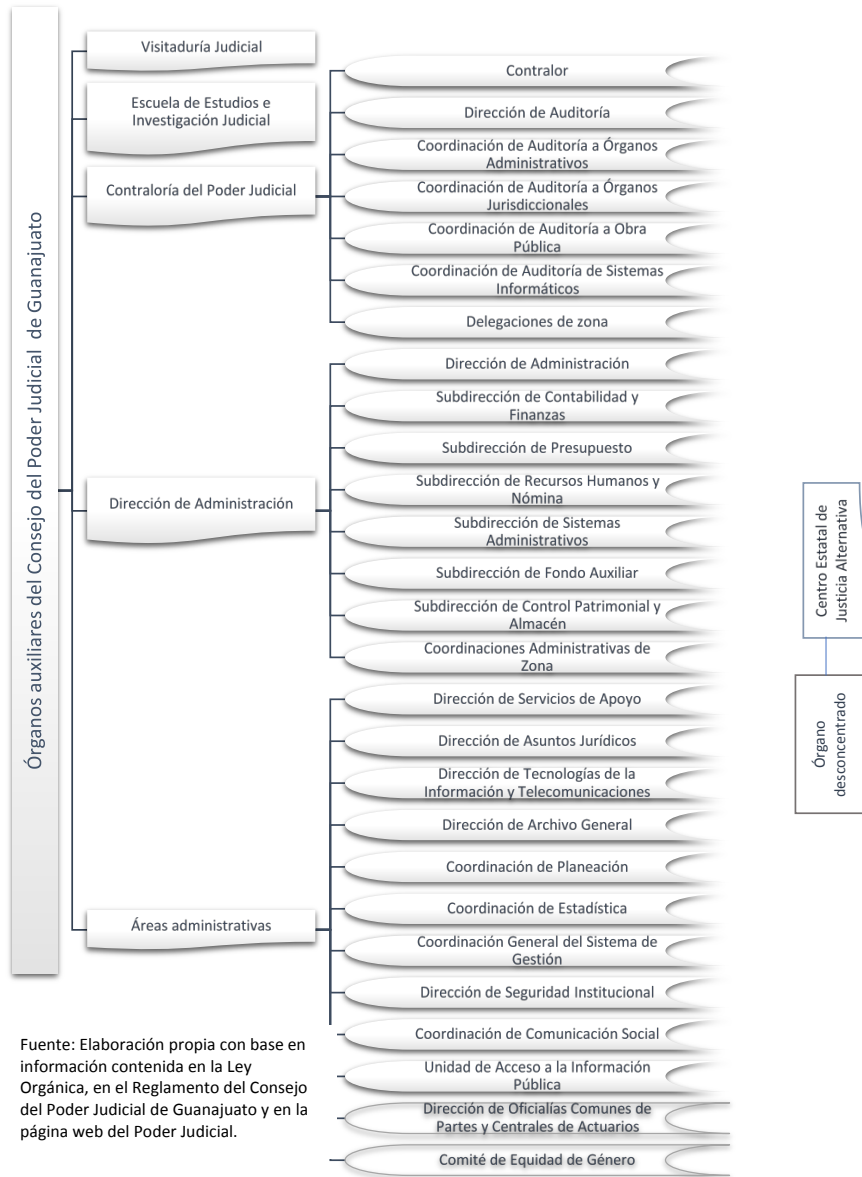 Órganos auxiliares del Consejo del Poder Judicial de Guanajuato
Visitaduría Judicial
Escuela de Estudios e
Investigación Judicial
Contraloría del Poder Judicial
Contralor
Dirección de Auditoría
Coordinación de Auditoría a Órganos
Administrativos
Coordinación de Auditoría a Órganos
Jurisdiccionales
Coordinación de Auditoría a Obra
Pública
Coordinación de Auditoría de Sistemas
Informáticos
Delegaciones de zona
Dirección de Administración
Dirección de Administración
Subdirección de Contabilidad y
Finanzas
Subdirección de Presupuesto
Subdirección de Recursos Humanos y
Nómina
Subdirección de Sistemas
Administrativos
Subdirección de Fondo Auxiliar
Subdirección de Control Patrimonial y
Almacén
Coordinaciones Administrativas de
Zona
Áreas administrativas
Dirección de Servicios de Apoyo
Dirección de Asuntos Jurídicos
Dirección de Tecnologías de la
Información y Telecomunicaciones
Dirección de Archivo General
Coordinación de Planeación
Coordinación de Estadística
Coordinación General del Sistema de
Gestión
Dirección de Seguridad Institucional
Coordinación de Comunicación Social
Unidad de Acceso a la Información
Pública
Dirección de Oficialías Comunes de
Partes y Centrales de Actuarios
Comité de Equidad de Género
Centro Estatal de
Justicia Alternativa
Órgano
desconcentrado
Fuente: Elaboración propia con base en
información contenida en la Ley
Orgánica, en el Reglamento del Consejo
del Poder Judicial de Guanajuato y en la
página web del Poder Judicial.